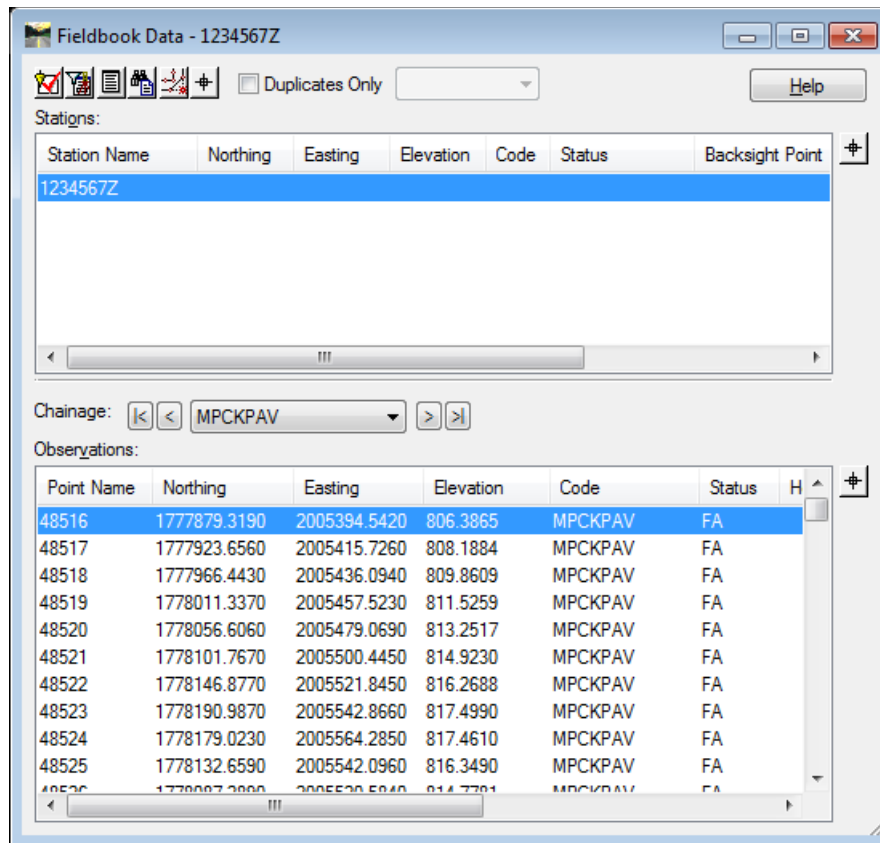 Fieldbook Data - 1234567Z
Duplicates Only Help
Stations:
Station Name Northing Easting Elevation Code Status Backsight Point
1234567Z
Chainage: |< < MPCKPAV > >|
Observations:
Point Name Northing Easting Elevation Code Status H
48516 1777879.3190 2005394.5420 806.3865 MPCKPAV FA
48517 1777923.6560 2005415.7260 808.1884 MPCKPAV FA
48518 1777966.4430 2005436.0940 809.8609 MPCKPAV FA
48519 1778011.3370 2005457.5230 811.5259 MPCKPAV FA
48520 1778056.6060 2005479.0690 813.2517 MPCKPAV FA
48521 1778101.7670 2005500.4450 814.9230 MPCKPAV FA
48522 1778146.8770 2005521.8450 816.2688 MPCKPAV FA
48523 1778190.9870 2005542.8660 817.4990 MPCKPAV FA
48524 1778179.0230 2005564.2850 817.4610 MPCKPAV FA
48525 1778132.6590 2005542.0960 816.3490 MPCKPAV FA